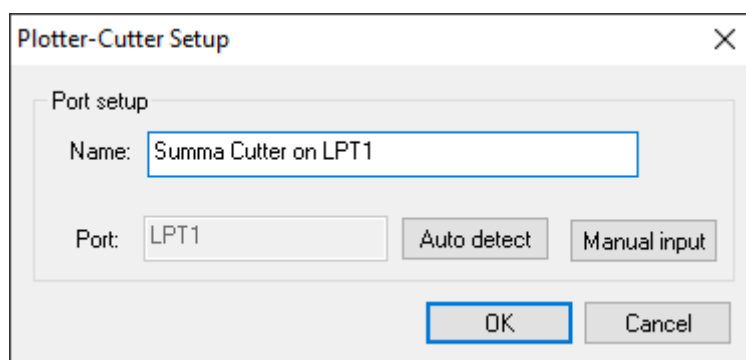 Plotter-Cutter Setup
Port setup
Name: Summa Cutter on LPT1
Port: LPT1 Auto detect Manual input
OK Cancel